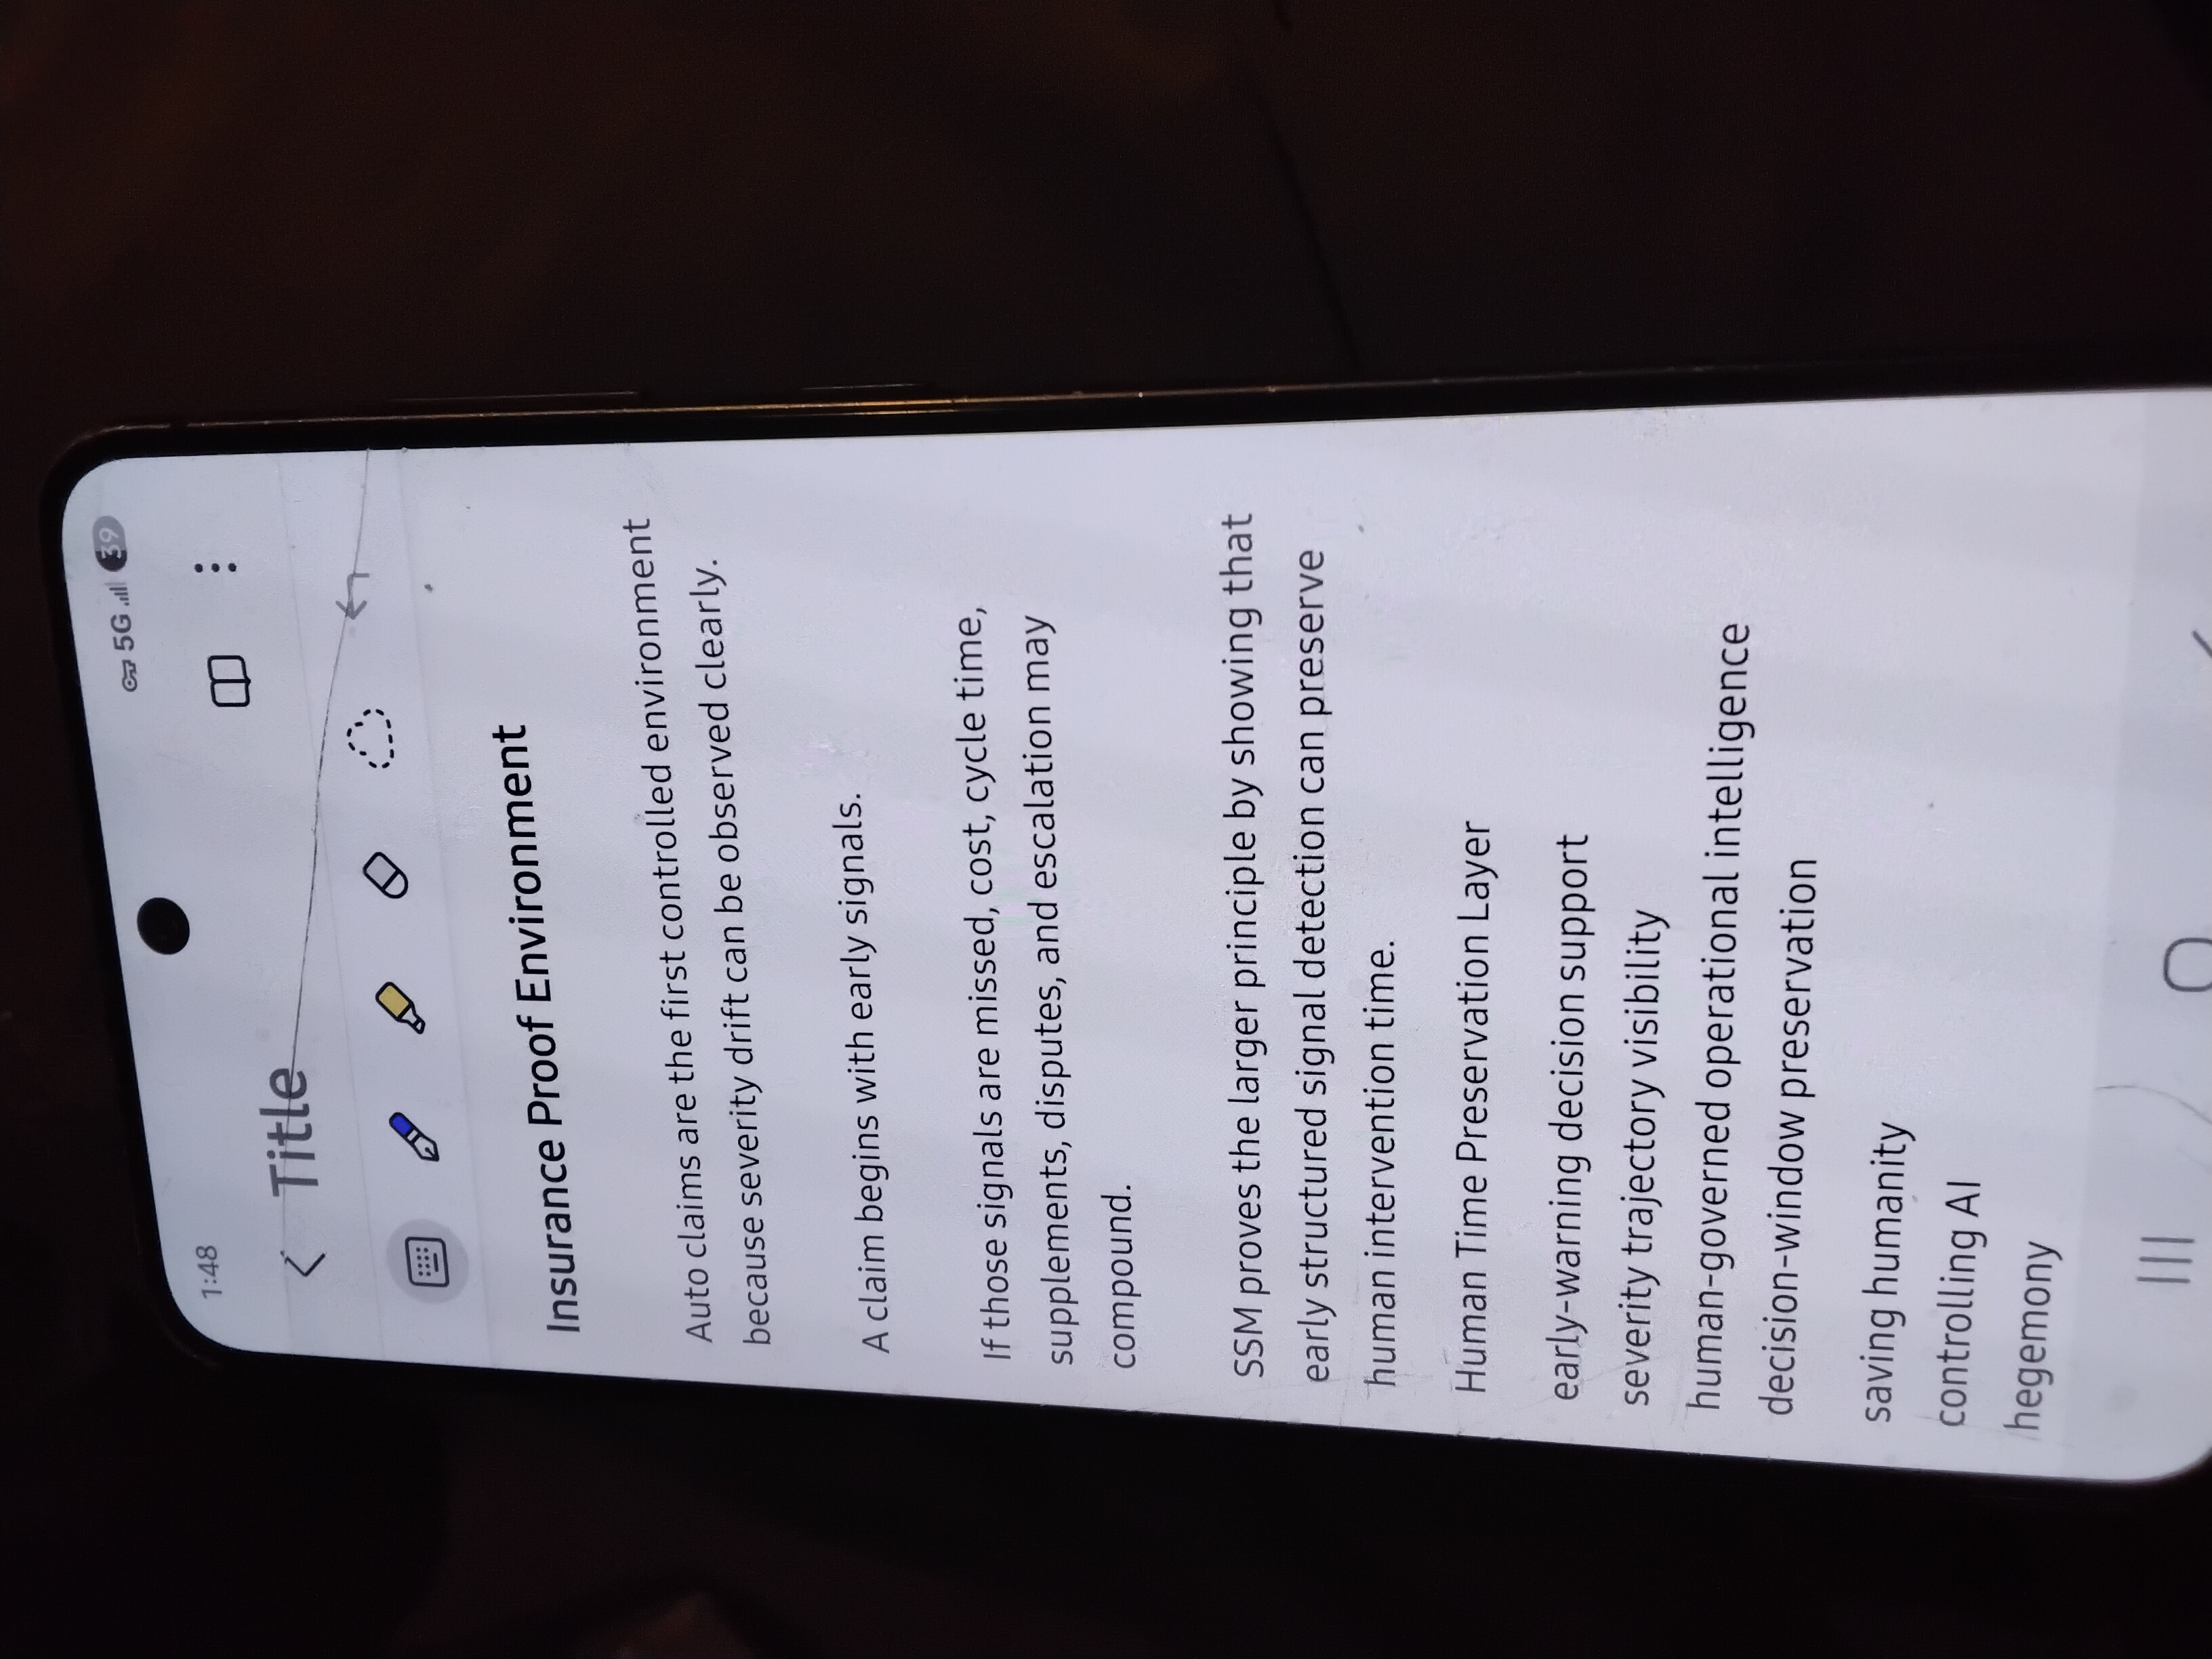 1:48
5G
39
Title
Insurance Proof Environment
Auto claims are the first controlled environment
because severity drift can be observed clearly.
A claim begins with early signals.
If those signals are missed, cost, cycle time,
supplements, disputes, and escalation may
compound.
SSM proves the larger principle by showing that
early structured signal detection can preserve
human intervention time.
Human Time Preservation Layer
early-warning decision support
severity trajectory visibility
human-governed operational intelligence
decision-window preservation
saving humanity
controlling AI
hegemony